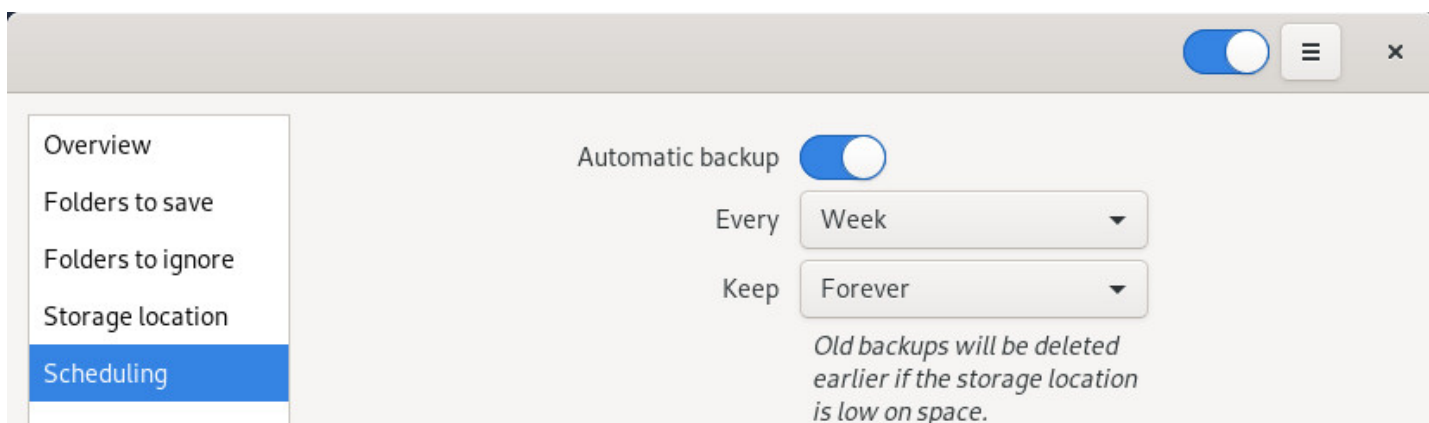 Overview
Folders to save
Folders to ignore
Storage location
Scheduling
Automatic backup
Every Week
Keep Forever
Old backups will be deleted
earlier if the storage location
is low on space.